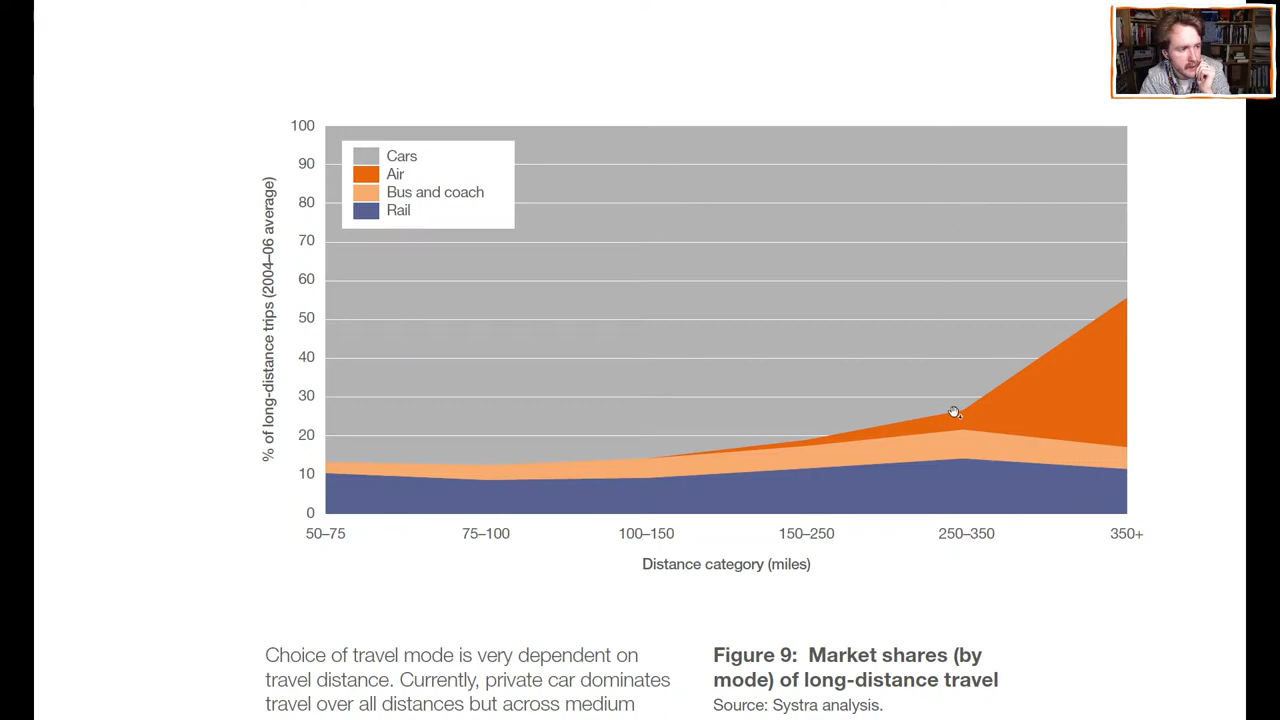 100
90
80
70
60
50
40
30
20
10
0
% of long-distance trips (2004–06 average)
Cars
Air
Bus and coach
Rail
50–75 75–100 100–150 150–250 250–350 350+
Distance category (miles)
Choice of travel mode is very dependent on
travel distance. Currently, private car dominates
travel over all distances but across medium
Figure 9: Market shares (by
mode) of long-distance travel
Source: Systra analysis.